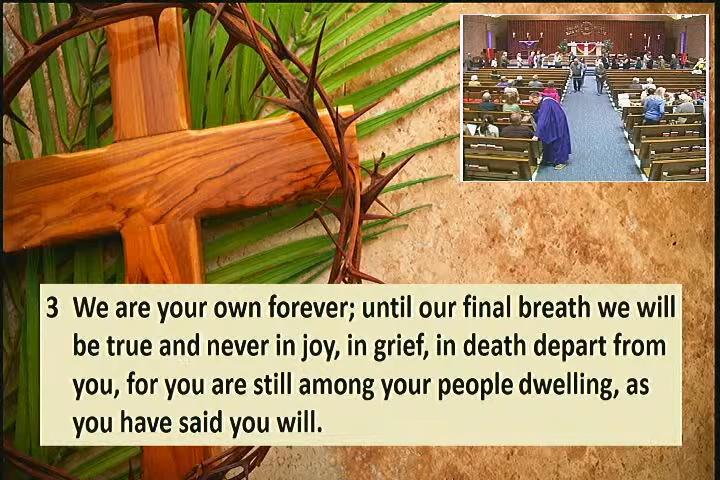 3 We are your own forever; until our final breath we will
be true and never in joy, in grief, in death depart from
you, for you are still among your people dwelling, as
you have said you will.